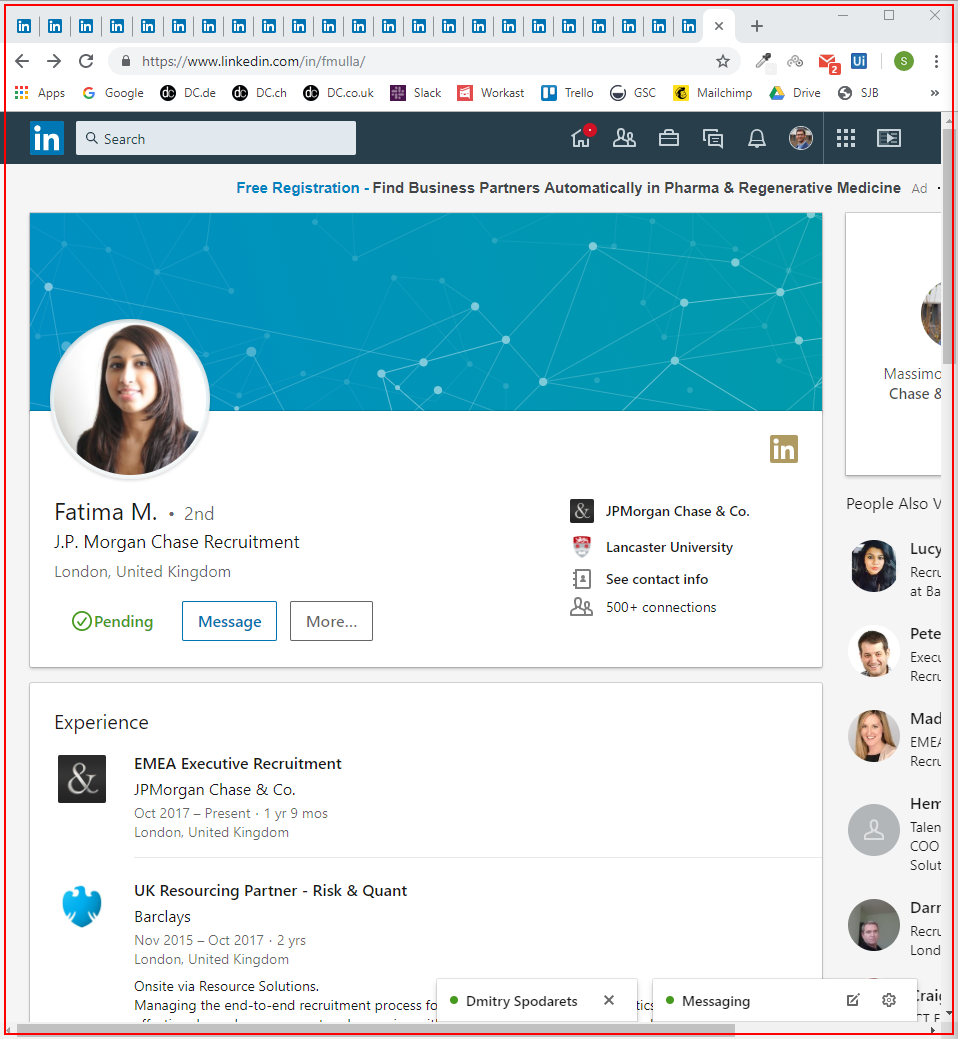 https://www.linkedin.com/in/fmulla/
S
2
Ui
Apps
Google
DC.de
DC.ch
DC.co.uk
Slack
Workast
Trello
GSC
Mailchimp
Drive
SJB
»
in
Search
Free Registration - Find Business Partners Automatically in Pharma & Regenerative Medicine Ad ·
Massimo
Chase &
in
Fatima M. • 2nd
J.P. Morgan Chase Recruitment
London, United Kingdom
& JPMorgan Chase & Co.
Lancaster University
See contact info
500+ connections
Pending
Message
More...
People Also V
Lucy
Recru
at Ba
Pete
Execu
Recru
Mad
EMEA
Recru
Hem
Talen
COO
Solut
Darr
Recru
Lond
Craig
Experience
&
EMEA Executive Recruitment
JPMorgan Chase & Co.
Oct 2017 – Present · 1 yr 9 mos
London, United Kingdom
UK Resourcing Partner - Risk & Quant
Barclays
Nov 2015 – Oct 2017 · 2 yrs
London, United Kingdom
Onsite via Resource Solutions.
Managing the end-to-end recruitment process fo
Dmitry Spodarets
Messaging